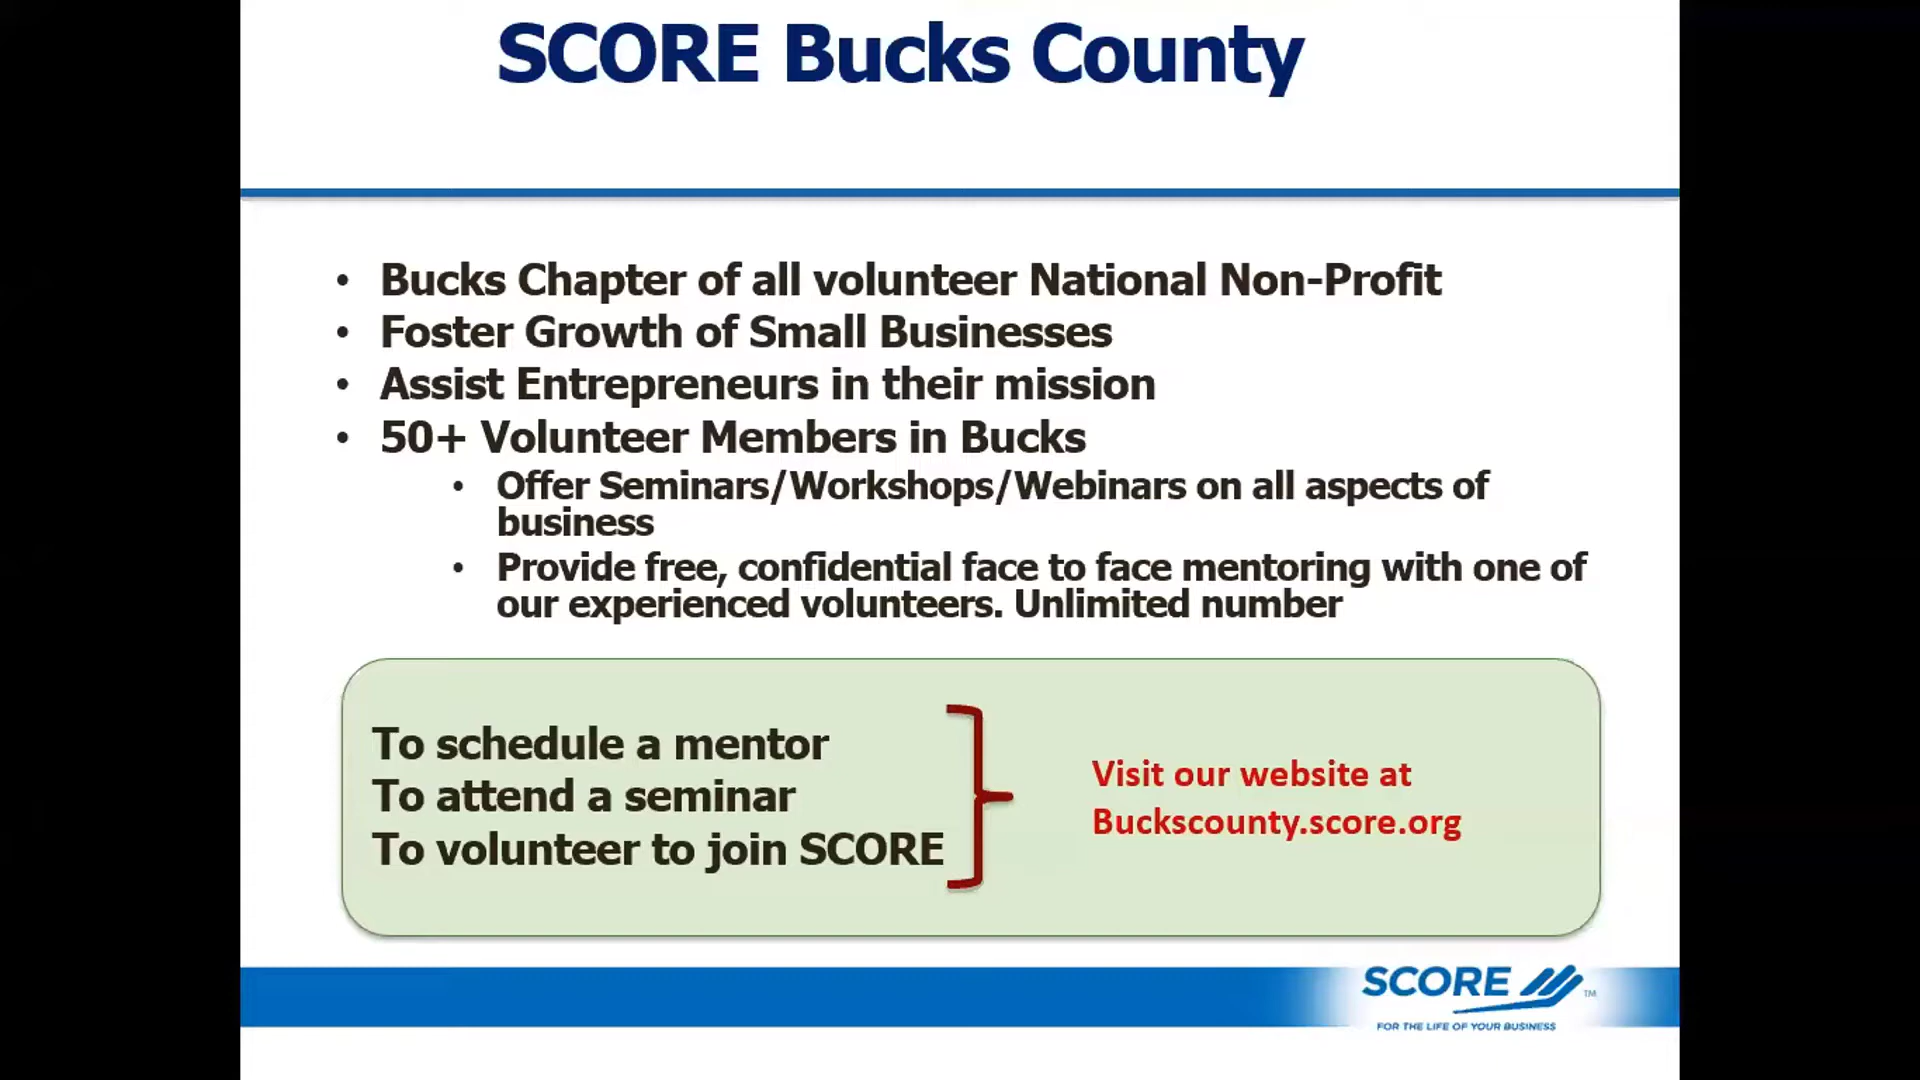 SCORE Bucks County
• Bucks Chapter of all volunteer National Non-Profit
• Foster Growth of Small Businesses
• Assist Entrepreneurs in their mission
• 50+ Volunteer Members in Bucks
• Offer Seminars/Workshops/Webinars on all aspects of
business
• Provide free, confidential face to face mentoring with one of
our experienced volunteers. Unlimited number
To schedule a mentor
To attend a seminar
To volunteer to join SCORE
Visit our website at
Buckscounty.score.org
SCORE TM
FOR THE LIFE OF YOUR BUSINESS